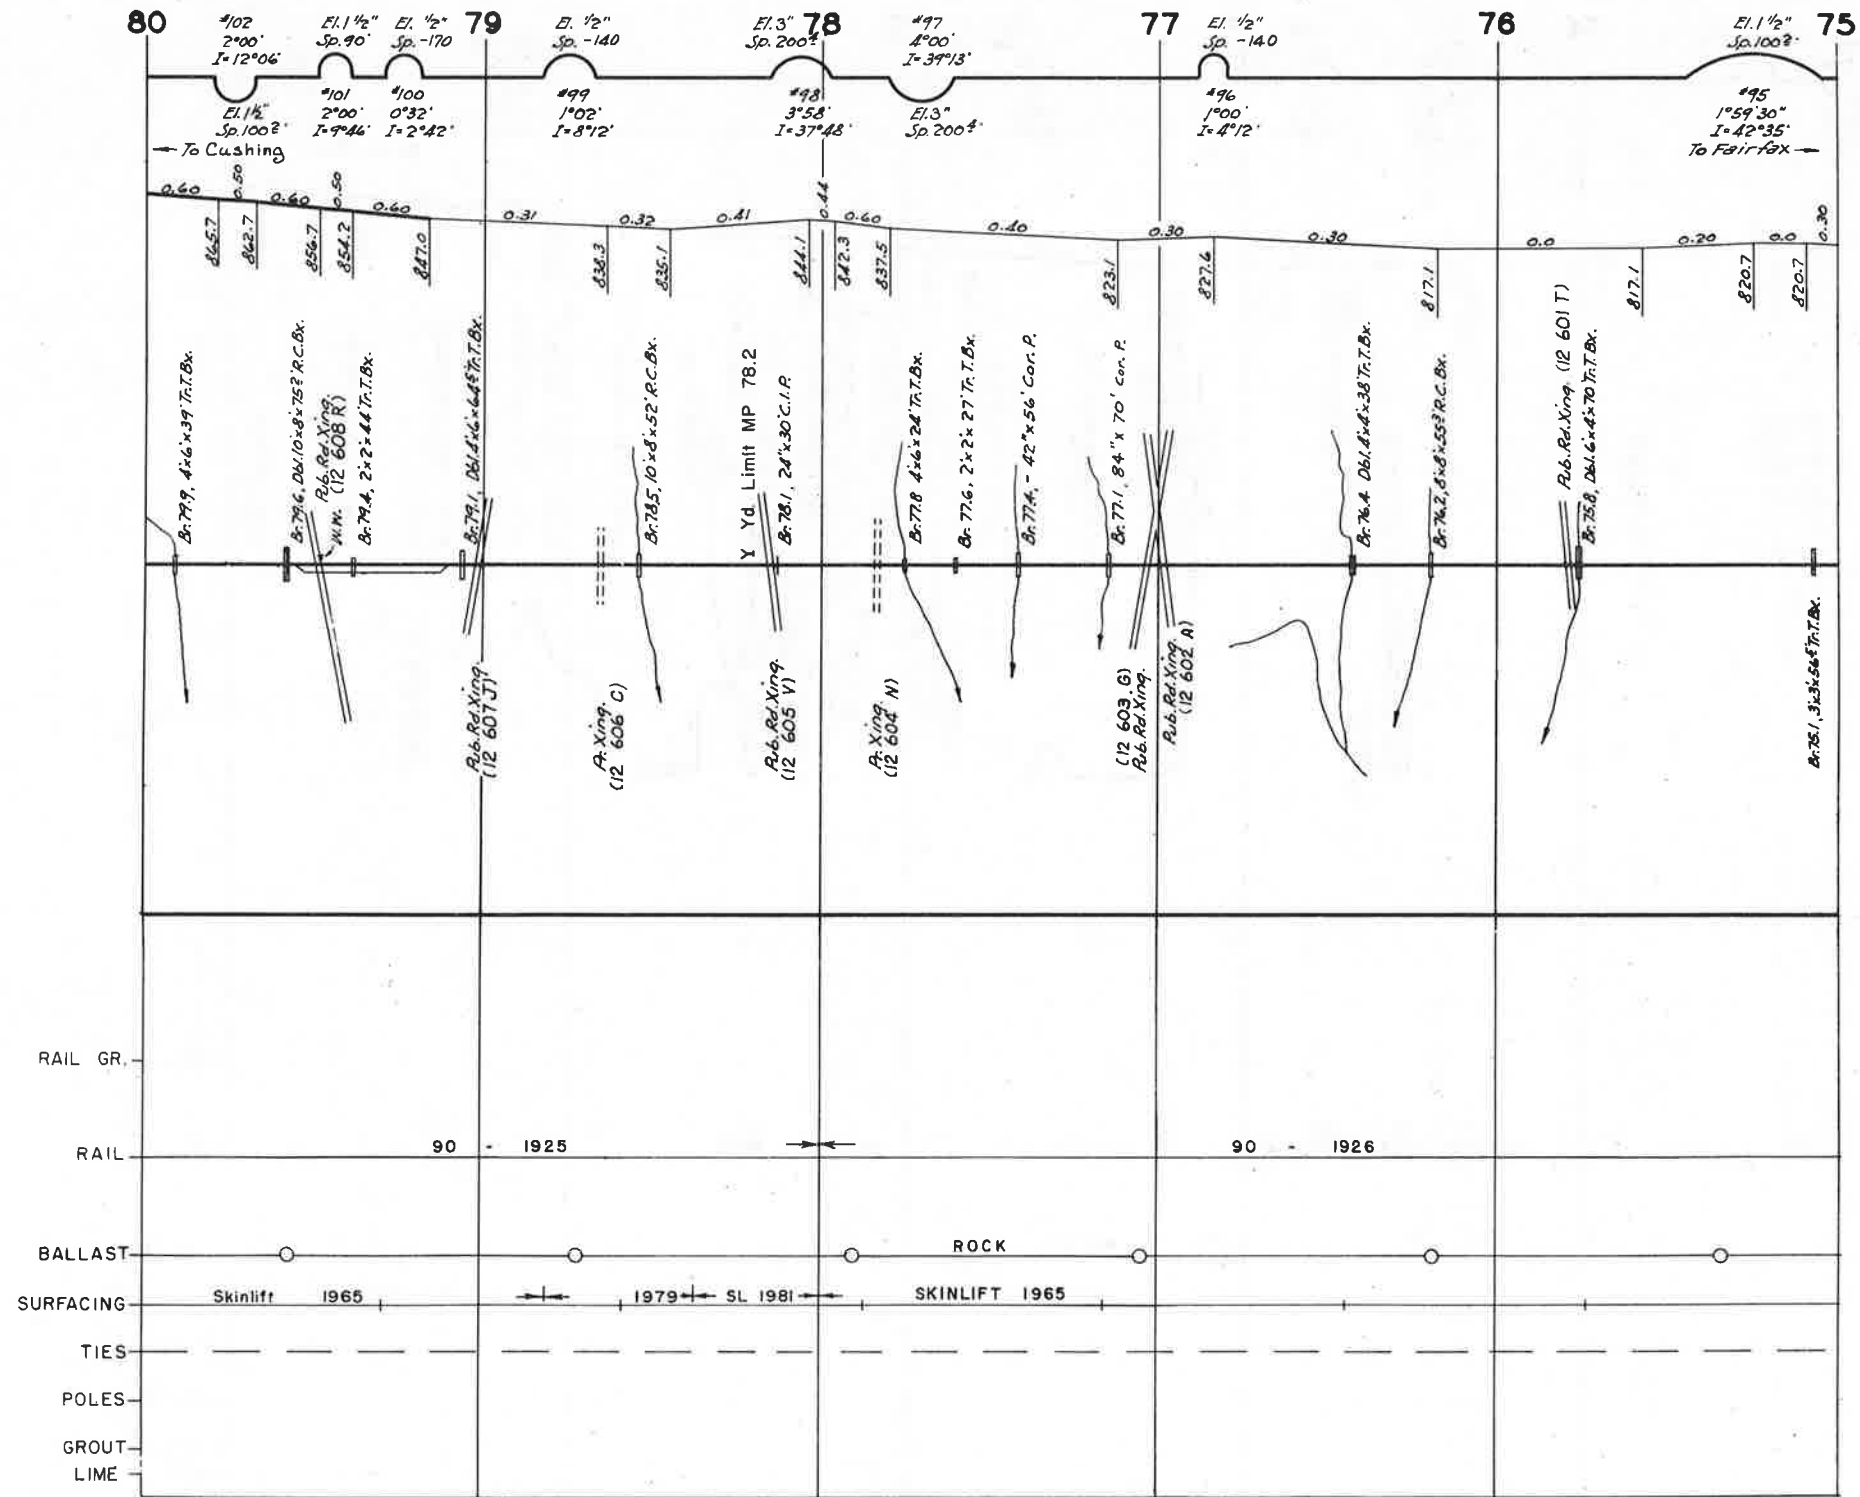 80 79 78 77 76 75
#102
2°00'
I=12°06'
El. 1 1/2"
Sp. 90'
El. 1/2"
Sp. -170
El. 1/2"
Sp. -140
El. 3"
Sp. 200±
#97
4°00'
I=39°13'
El. 1/2"
Sp. -140
El. 1 1/2"
Sp. 100±
El. 1 1/2"
Sp. 100±
#101
2°00'
I=9°46'
#100
0°32'
I=2°42'
#99
1°02'
I=8°12'
#98
3°58'
I=37°48'
El. 3"
Sp. 200±
#96
1°00'
I=4°12'
#95
1°59'30"
I=42°35'
← To Cushing
To Fairfax →
0.60 0.50 0.60 0.50 0.60 0.31 0.32 0.41 0.44 0.60 0.40 0.30 0.30 0.0 0.20 0.0 0.30
865.7 862.7 856.7 854.2 847.0 838.3 835.1 844.1 842.3 837.5 823.1 827.6 817.1 817.1 820.7 820.7
Br. 79.9, 4'x6'x39' Tr.T.Bx.
Br. 79.6, Dbl. 10'x8'x75± R.C.Bx.
Pub. Rd. Xing.
W.W. (12 608 R)
Br. 79.4, 2'x2'x44' Tr.T.Bx.
Br. 79.1, Dbl. 4'x6'x64± Tr.T.Bx.
Pub. Rd. Xing.
(12 607 J)
Pr. Xing.
(12 606 C)
Br. 78.5, 10'x8'x52' R.C.Bx.
Y Yd. Limit MP 78.2
Br. 78.1, 24"x30' C.I.P.
Pub. Rd. Xing.
(12 605 V)
Pr. Xing.
(12 604 N)
Br. 77.8 4'x6'x24' Tr.T.Bx.
Br. 77.6, 2'x2'x27' Tr.T.Bx.
Br. 77.4, - 42"x56' Cor. P.
Br. 77.1, 84"x70' Cor. P.
(12 603 G)
Pub. Rd. Xing.
Pub. Rd. Xing.
(12 602 A)
Br. 76.4 Dbl. 4'x4'x38' Tr.T.Bx.
Br. 76.2, 8'x8'x55± R.C.Bx.
Pub. Rd. Xing. (12 601 T)
Br. 75.8, Dbl. 6'x4'x70' Tr.T.Bx.
Br. 75.1, 3'x3'x56± Tr.T.Bx.
RAIL GR.
RAIL 90 - 1925 90 - 1926
BALLAST ROCK
SURFACING Skinlift 1965 1979 SL 1981 SKINLIFT 1965
TIES
POLES
GROUT
LIME